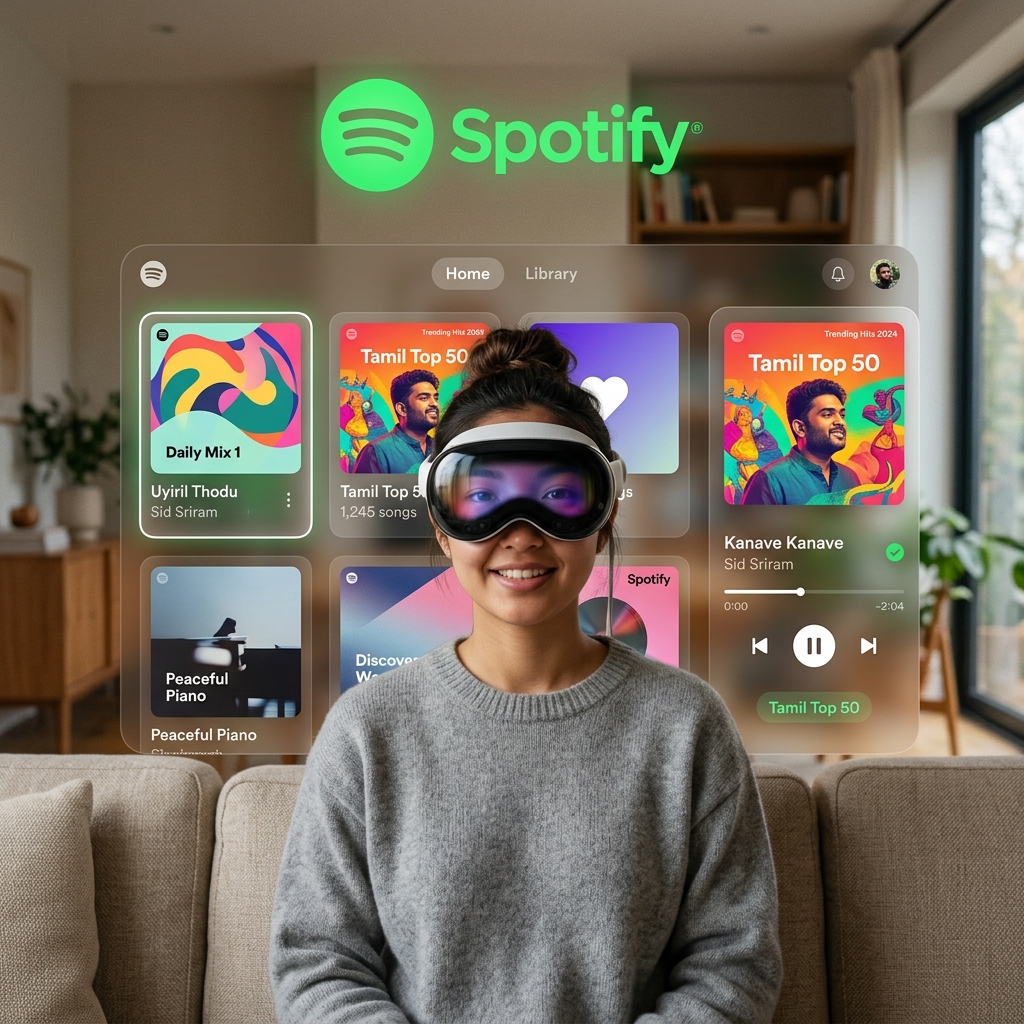 Spotify®
Home
Library
Daily Mix 1
Uyiril Thodu
Sid Sriram
Trending Hits
Tamil Top 50
Tamil Top 5
1,245 songs
gs
Trending Hits 2024
Tamil Top 50
Kanave Kanave
Sid Sriram
0:00
-2:04
Tamil Top 50
Peaceful
Piano
Peaceful Piano
Discove
Spotify